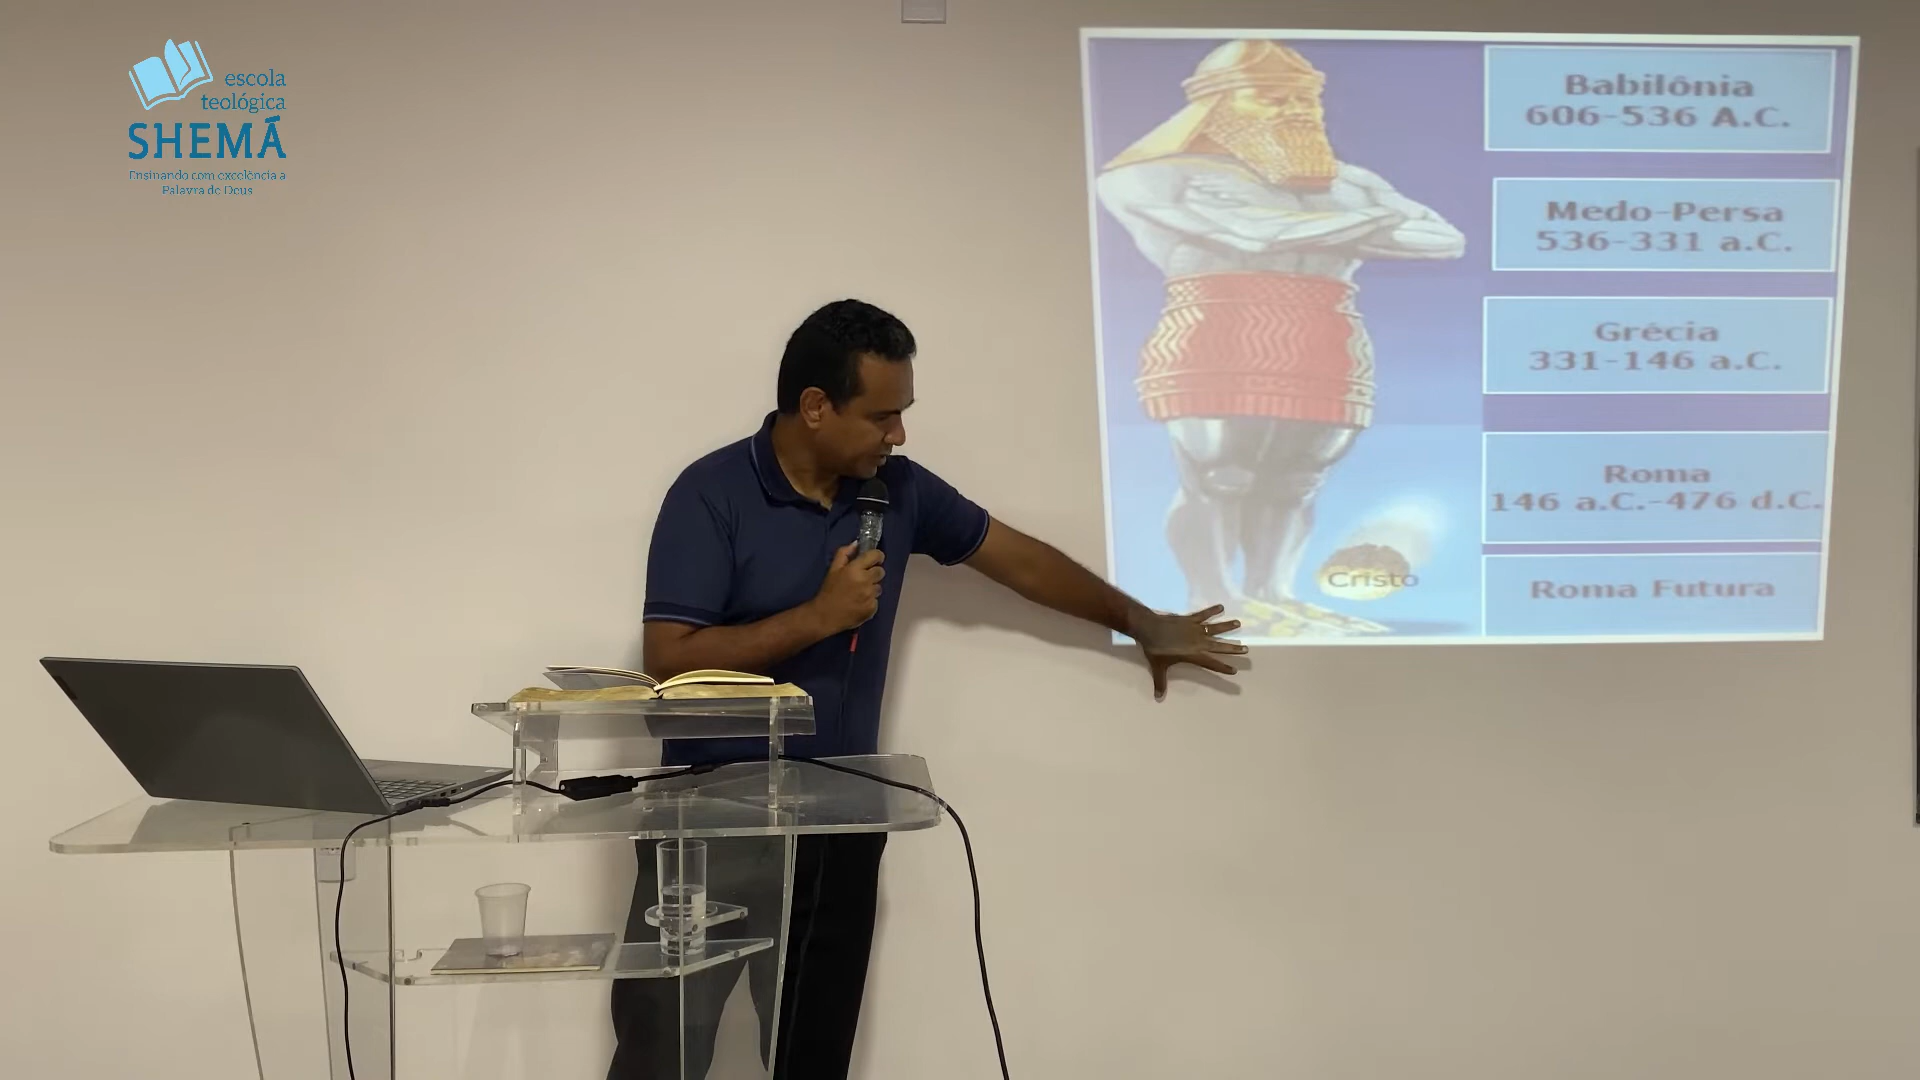 escola
teológica
SHEMÁ
Ensinando com excelência a
Palavra de Deus
Babilônia
606-536 A.C.
Medo-Persa
536-331 a.C.
Grécia
331-146 a.C.
Roma
146 a.C.-476 d.C.
Cristo
Roma Futura